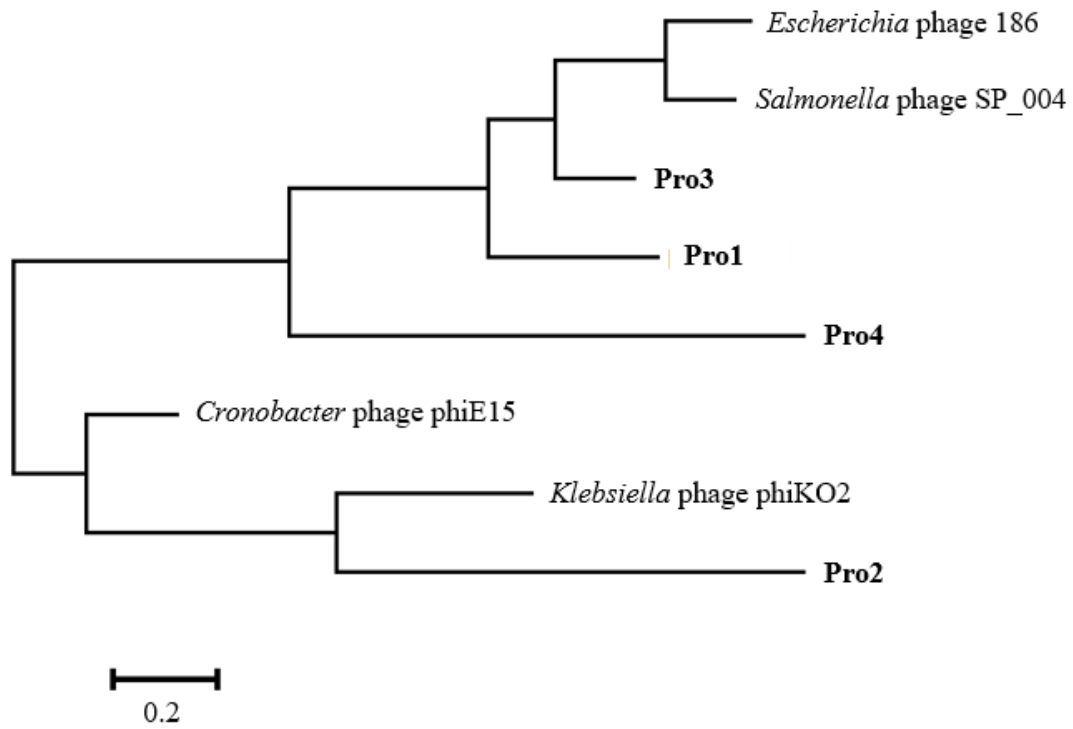 Escherichia phage 186
Salmonella phage SP_004
Pro3
Pro1
Pro4
Cronobacter phage phiE15
Klebsiella phage phiKO2
Pro2
0.2